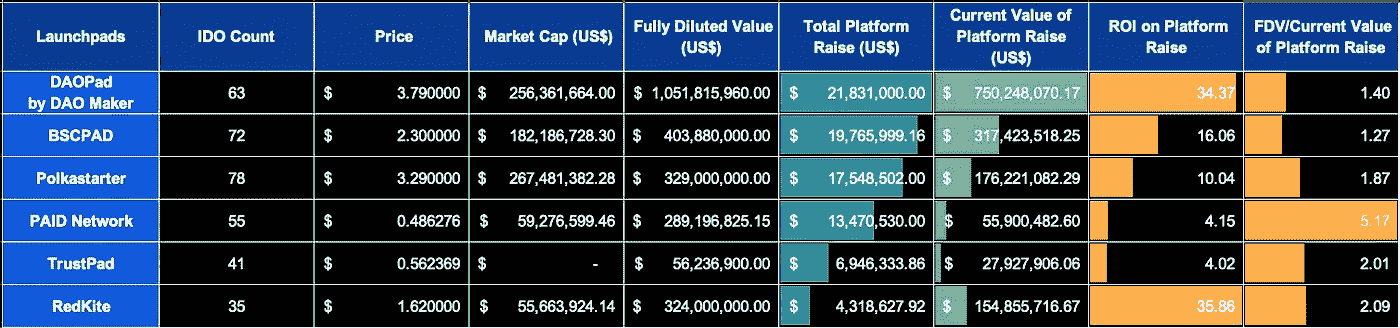 Launchpads IDO Count Price Market Cap (US$) Fully Diluted Value (US$) Total Platform Raise (US$) Current Value of Platform Raise (US$) ROI on Platform Raise FDV/Current Value of Platform Raise
DAOPad by DAO Maker 63 $ 3.790000 $ 256,361,664.00 $ 1,051,815,960.00 $ 21,831,000.00 $ 750,248,070.17 34.37 1.40
BSCPAD 72 $ 2.300000 $ 182,186,728.30 $ 403,880,000.00 $ 19,765,999.16 $ 317,423,518.25 16.06 1.27
Polkastarter 78 $ 3.290000 $ 267,481,382.28 $ 329,000,000.00 $ 17,548,502.00 $ 176,221,082.29 10.04 1.87
PAID Network 55 $ 0.486276 $ 59,276,599.46 $ 289,196,825.15 $ 13,470,530.00 $ 55,900,482.60 4.15 5.17
TrustPad 41 $ 0.562369 $ - $ 56,236,900.00 $ 6,946,333.86 $ 27,927,906.06 4.02 2.01
RedKite 35 $ 1.620000 $ 55,663,924.14 $ 324,000,000.00 $ 4,318,627.92 $ 154,855,716.67 35.86 2.09